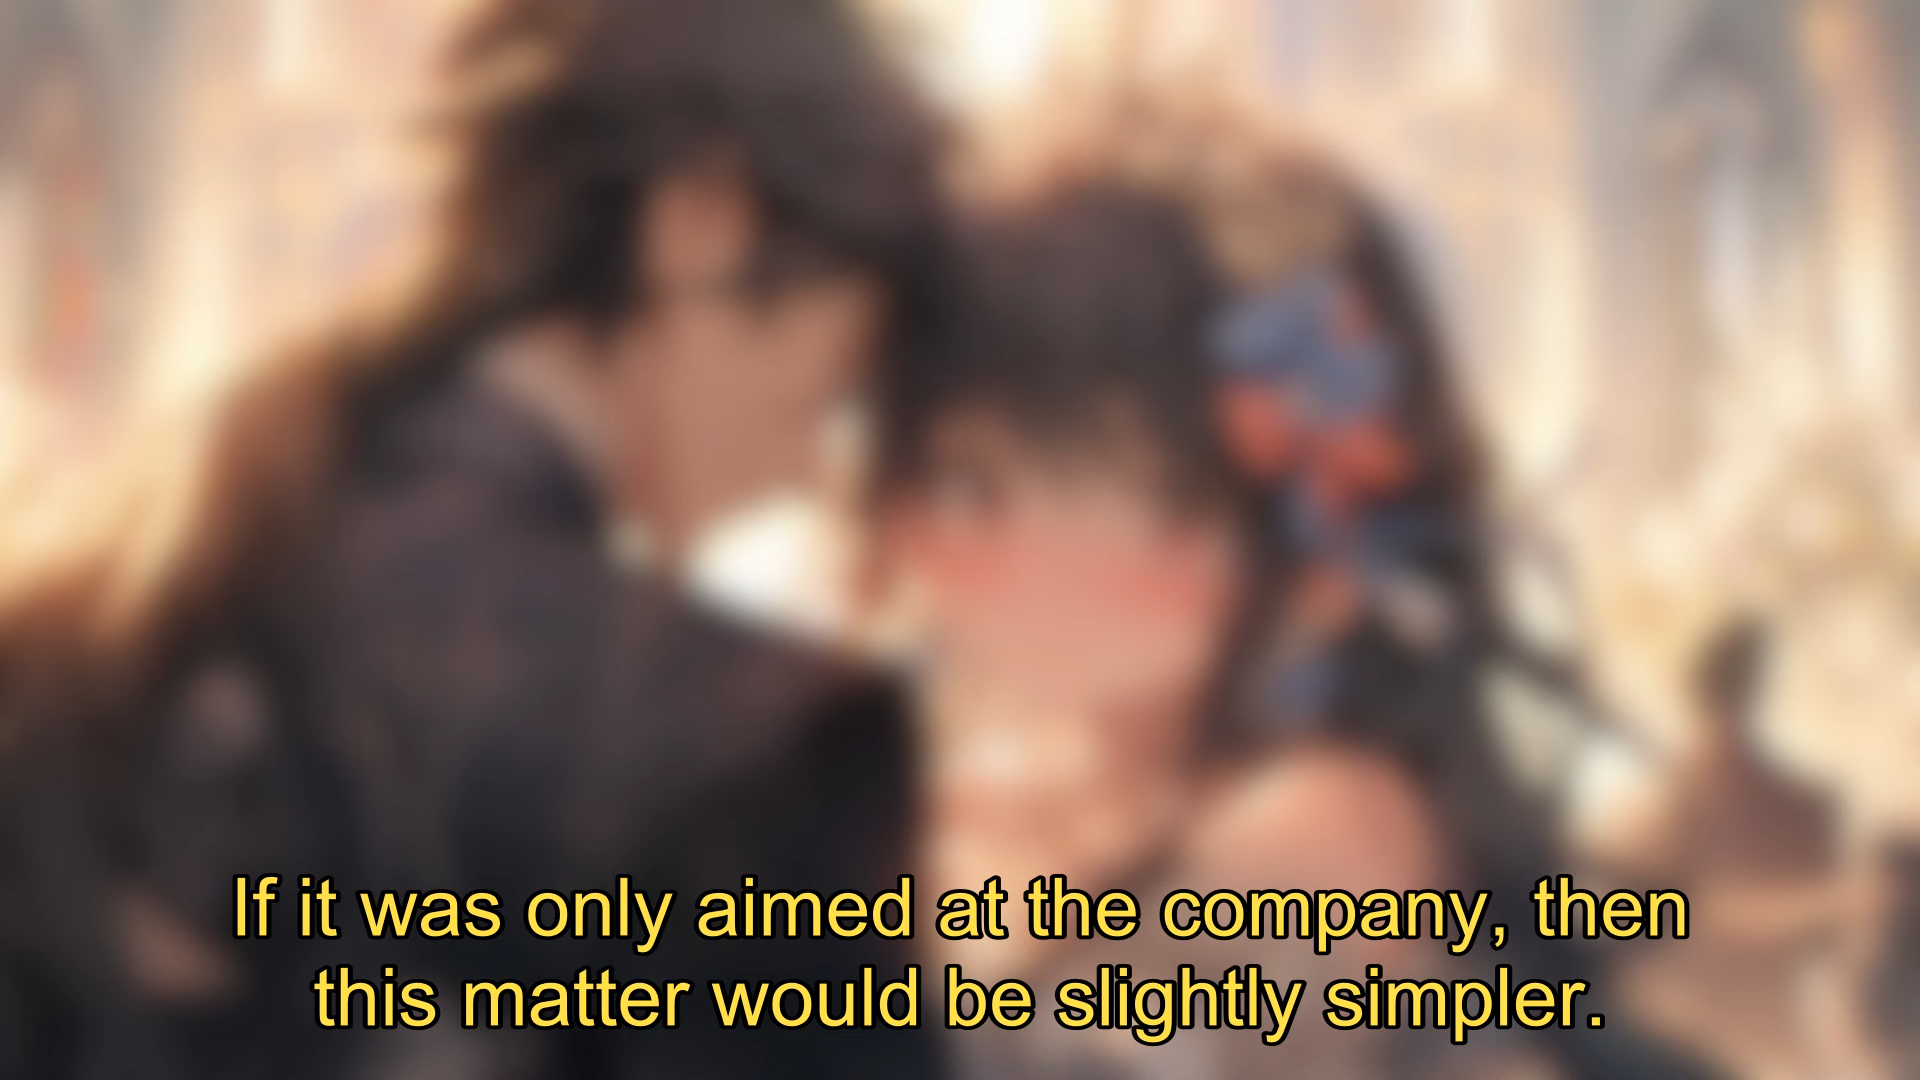 If it was only aimed at the company, then
this matter would be slightly simpler.